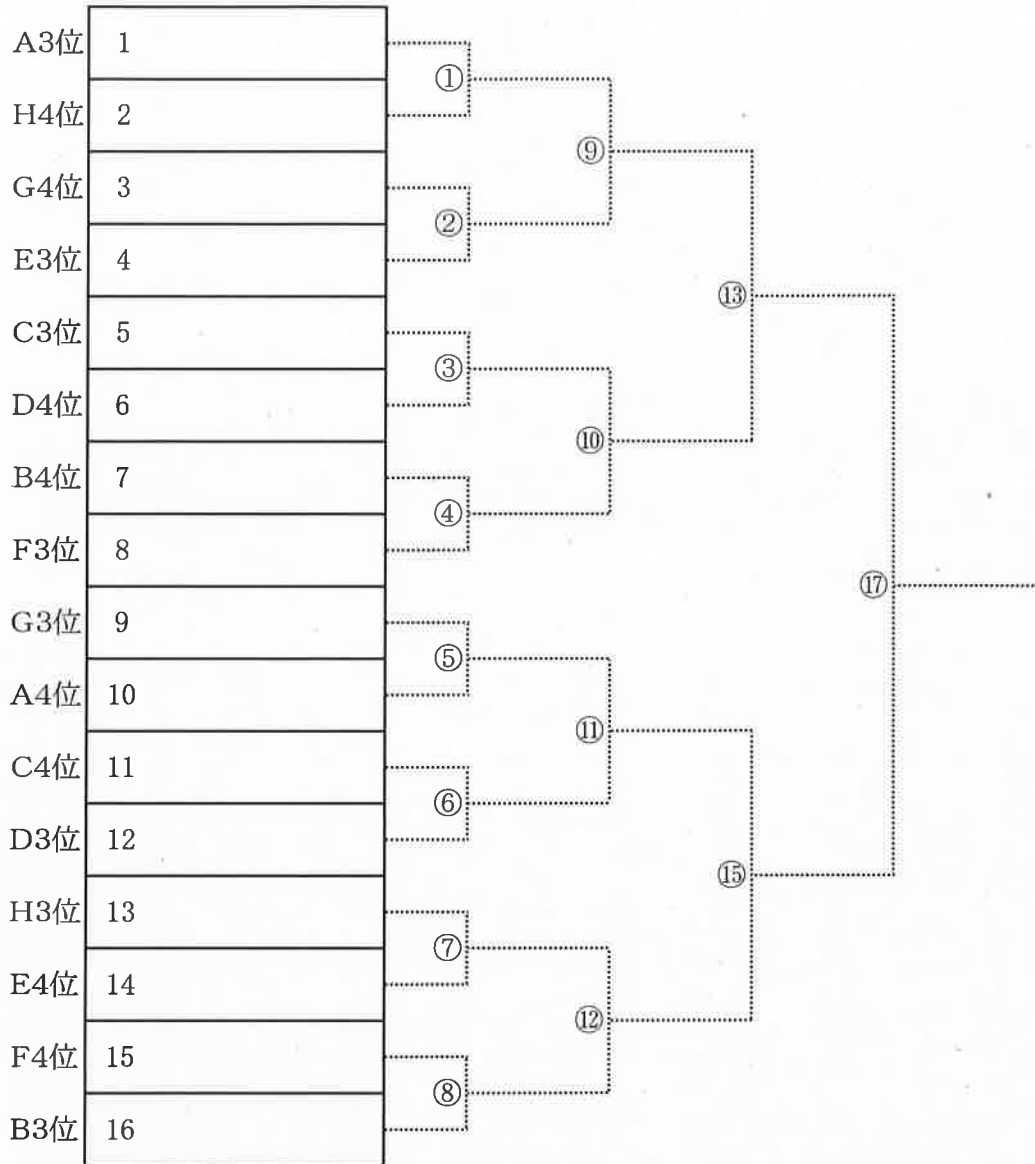 A3位 1
①
H4位 2
⑨
G4位 3
②
E3位 4
⑬
C3位 5
③
D4位 6
⑩
B4位 7
④
F3位 8
⑰
G3位 9
⑤
A4位 10
⑪
C4位 11
⑥
D3位 12
⑮
H3位 13
⑦
E4位 14
⑫
F4位 15
⑧
B3位 16